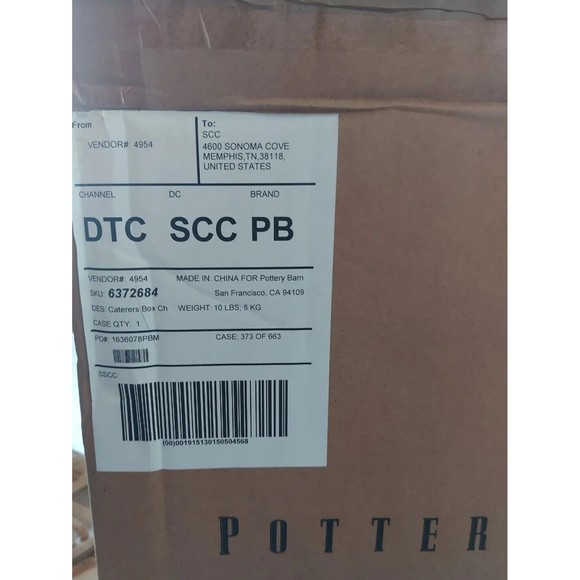 From
VENDOR#: 4954
To:
SCC
4600 SONOMA COVE
MEMPHIS,TN,38118,
UNITED STATES
CHANNEL DC BRAND
DTC SCC PB
VENDOR#: 4954 MADE IN: CHINA FOR Pottery Barn
SKU: 6372684 San Francisco, CA 94109
DES: Caterers Box Ch WEIGHT: 10 LBS; 5 KG
CASE QTY: 1
PO#: 1636078PBM CASE: 373 OF 663
SSCC:
(00)00191513015050456​8
POTTER